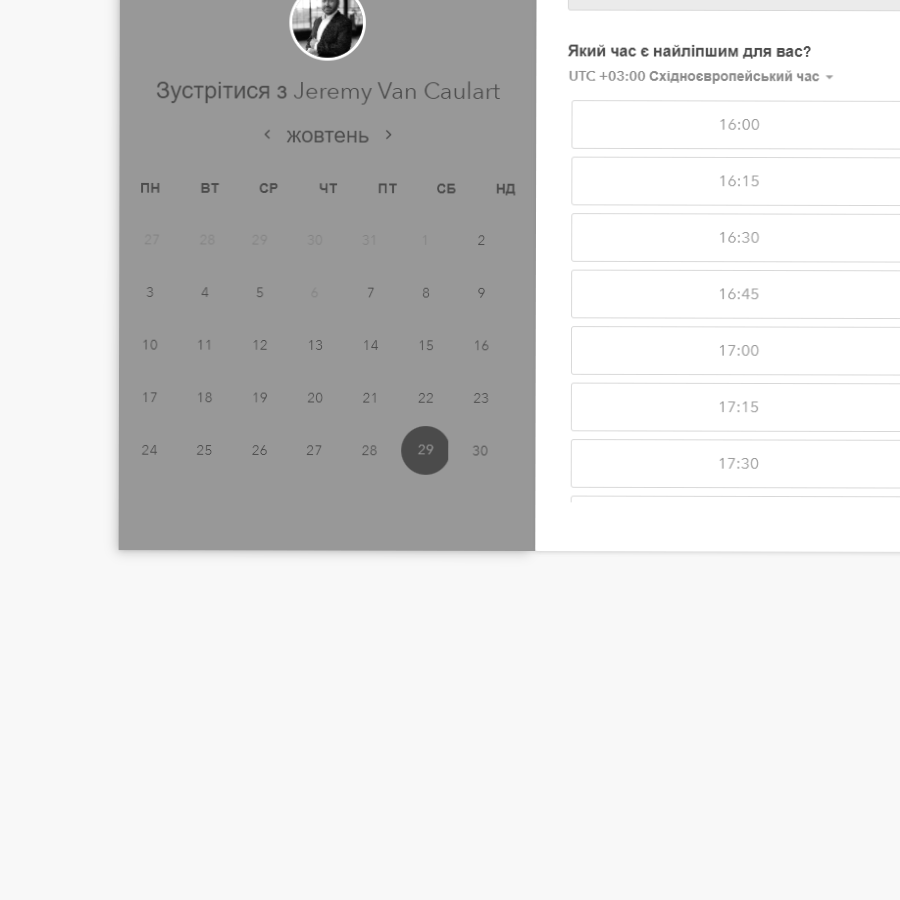 Зустрітися з Jeremy Van Caulart
жовтень
ПН ВТ СР ЧТ ПТ СБ НД
27 28 29 30 31 1 2
3 4 5 6 7 8 9
10 11 12 13 14 15 16
17 18 19 20 21 22 23
24 25 26 27 28 29 30
Який час є найліпшим для вас?
UTC +03:00 Східноєвропейський час
16:00
16:15
16:30
16:45
17:00
17:15
17:30